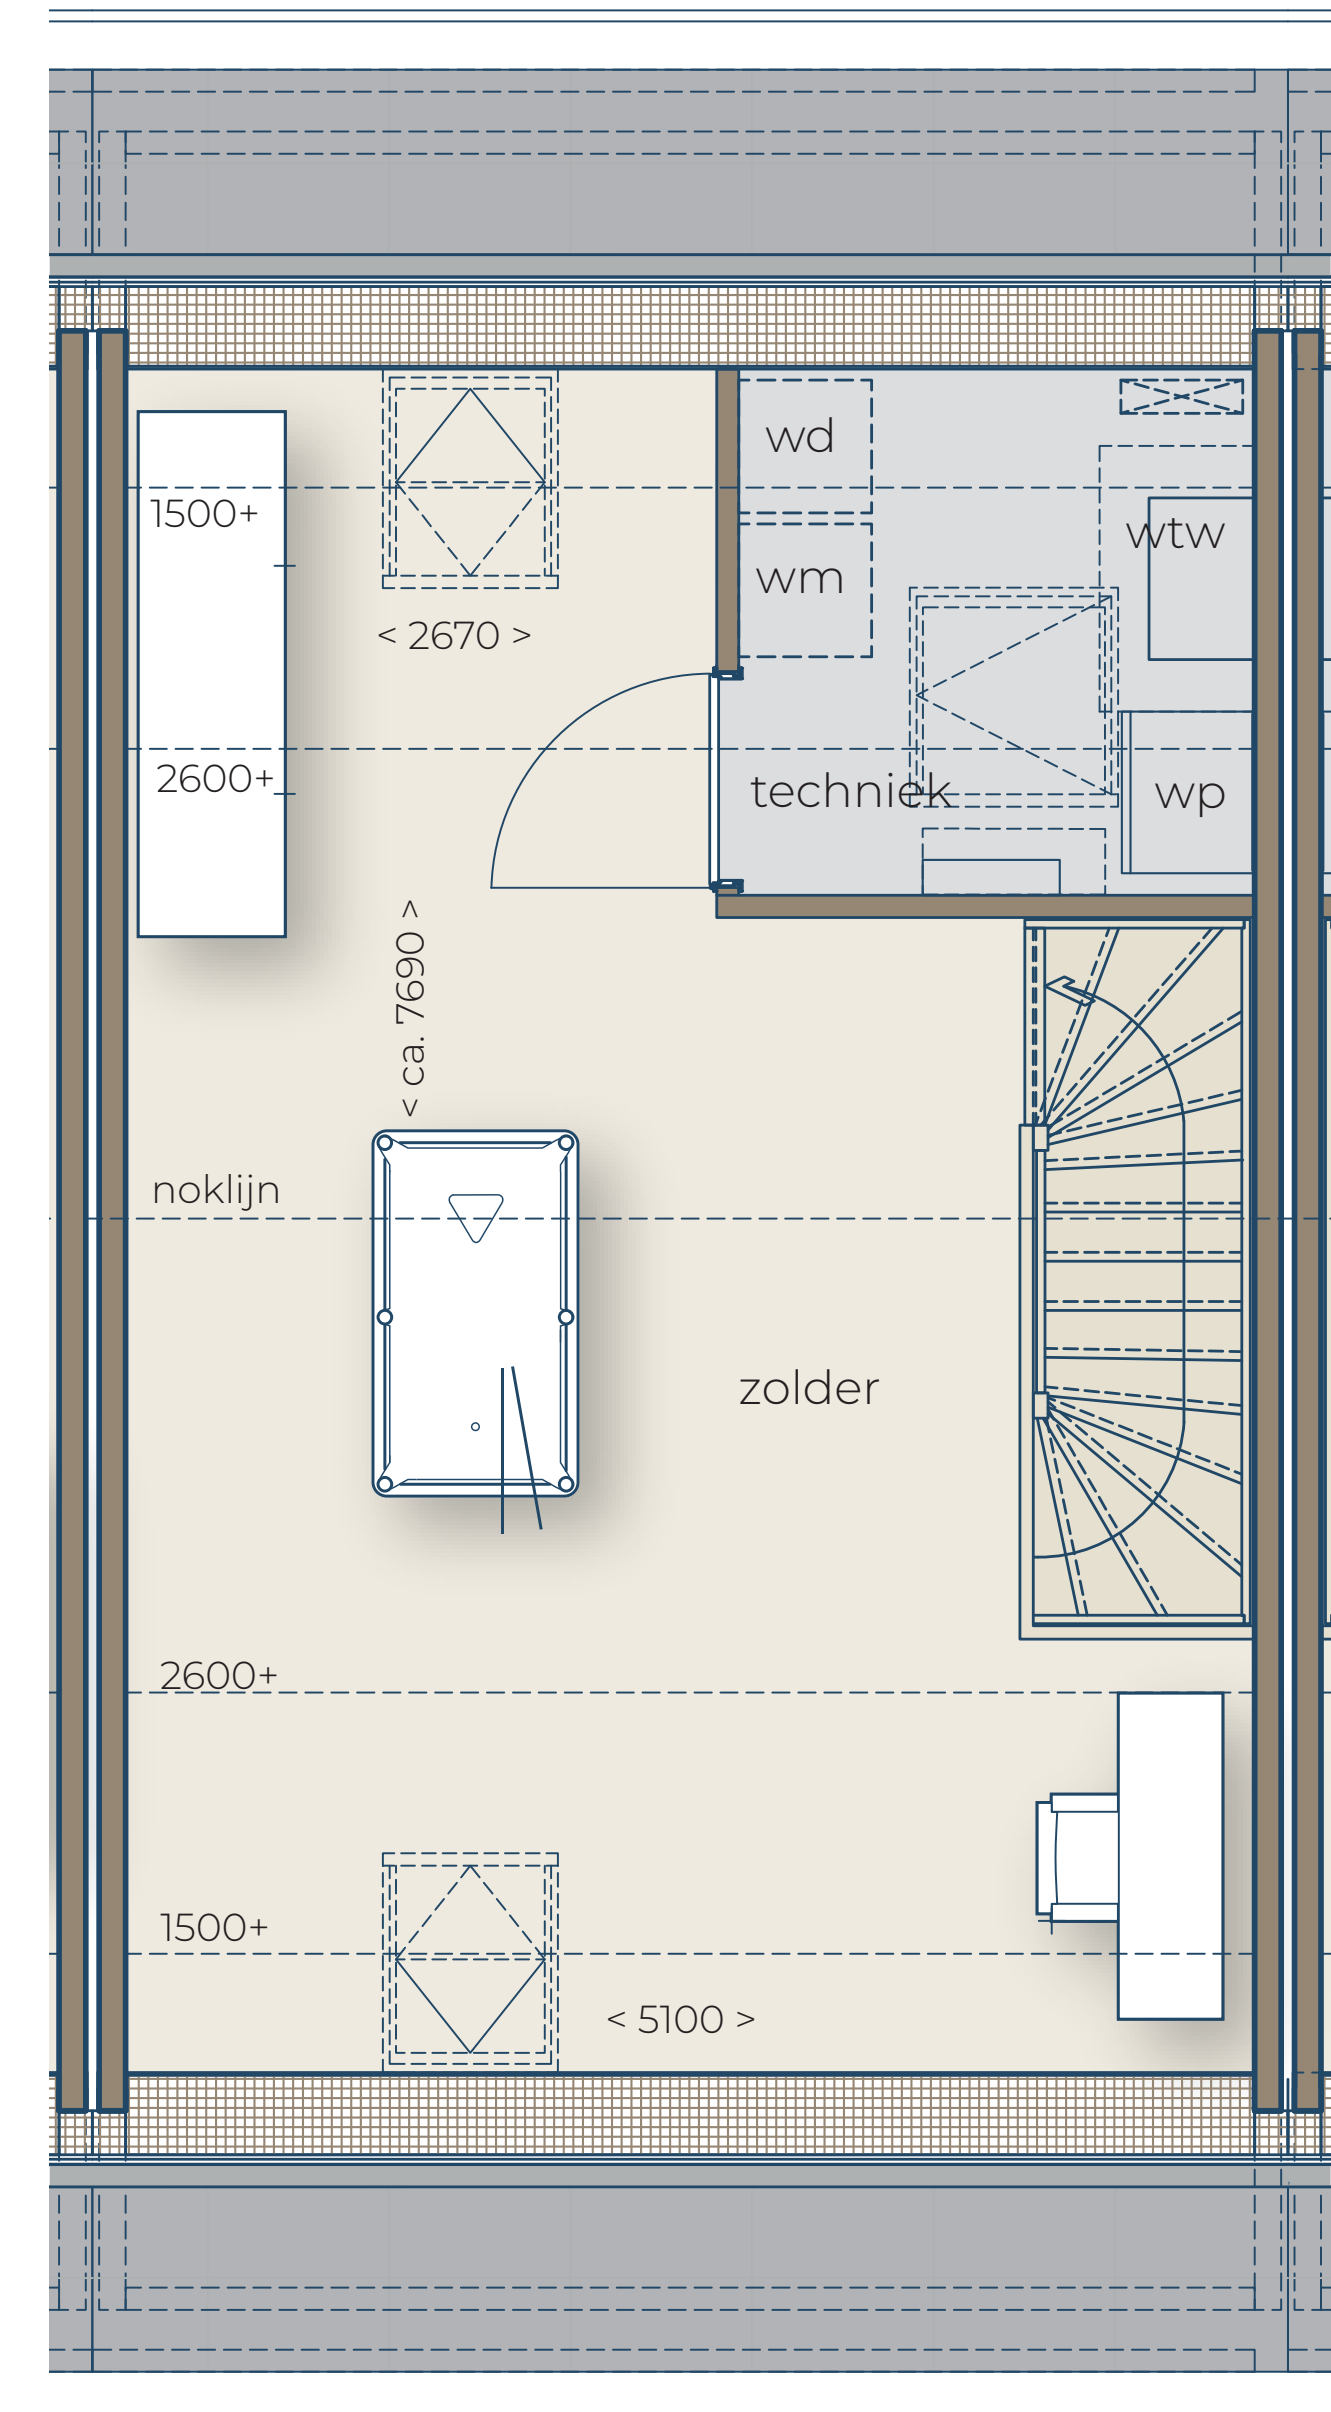 wd
1500+
wtw
wm
< 2670 >
2600+
techniek
wp
< ca. 7690 >
noklijn
zolder
2600+
1500+
< 5100 >